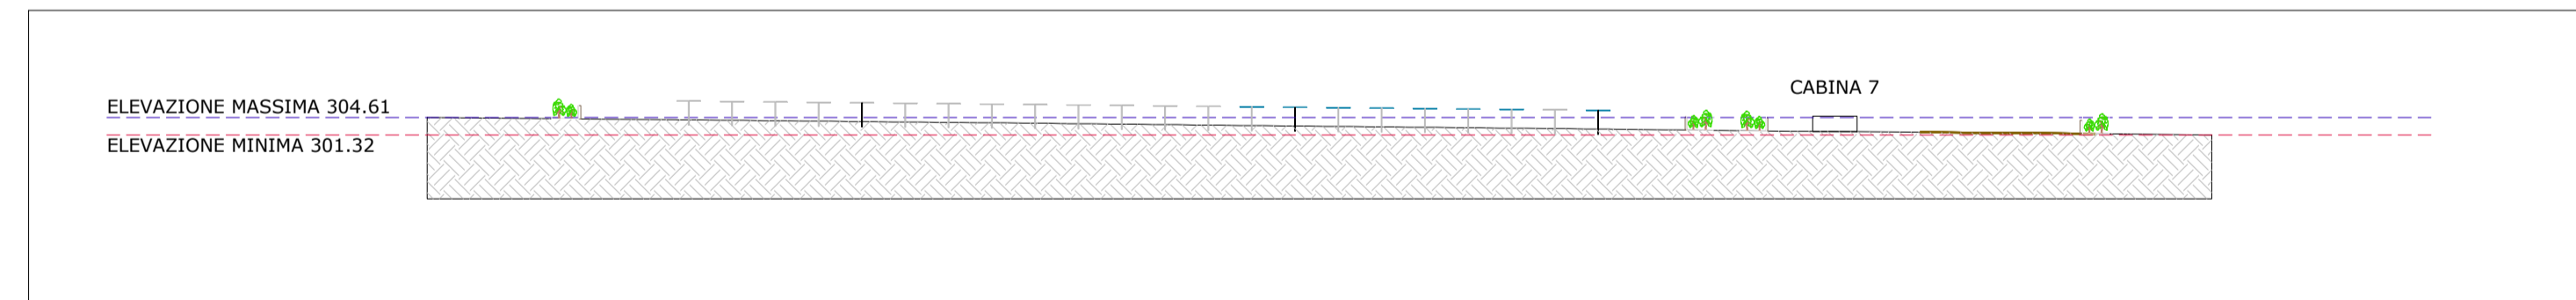 CABINA 7
ELEVAZIONE MASSIMA 304.61
ELEVAZIONE MINIMA 301.32